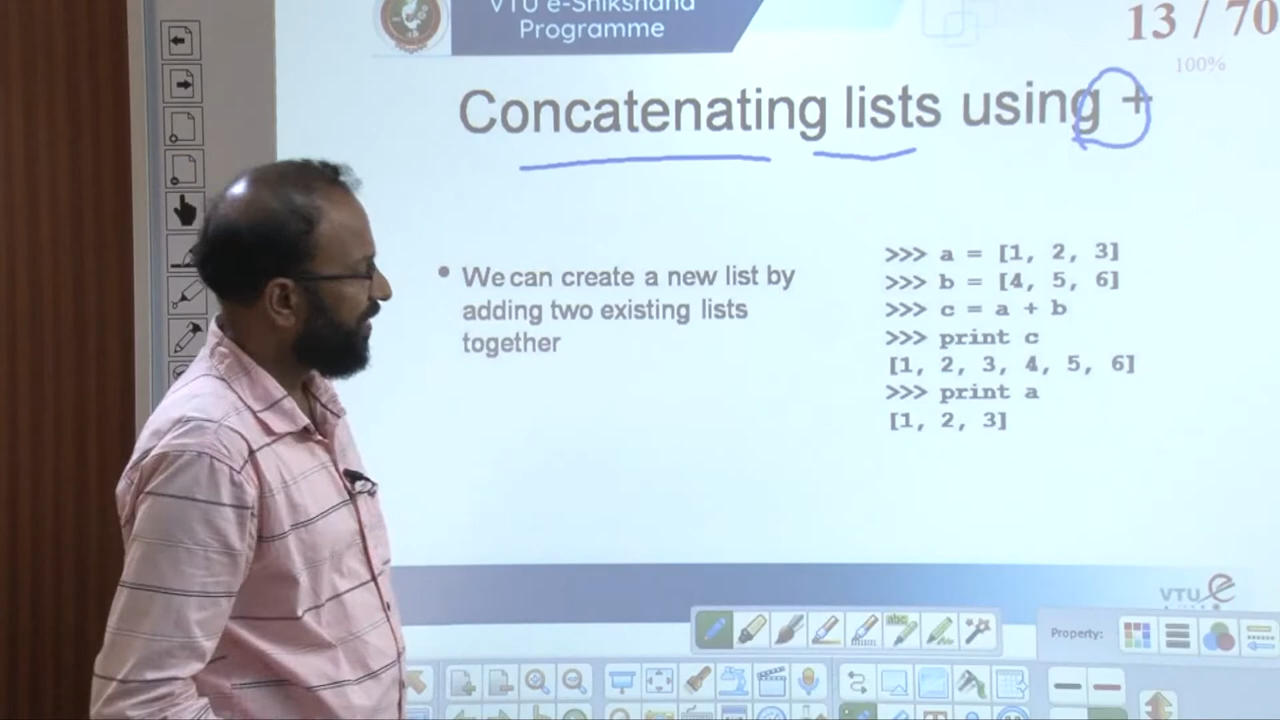 VTU e-Shikshana
Programme
13 / 70
100%
Concatenating lists using +
• We can create a new list by
adding two existing lists
together
>>> a = [1, 2, 3]
>>> b = [4, 5, 6]
>>> c = a + b
>>> print c
[1, 2, 3, 4, 5, 6]
>>> print a
[1, 2, 3]
VTU e
abc
Property: